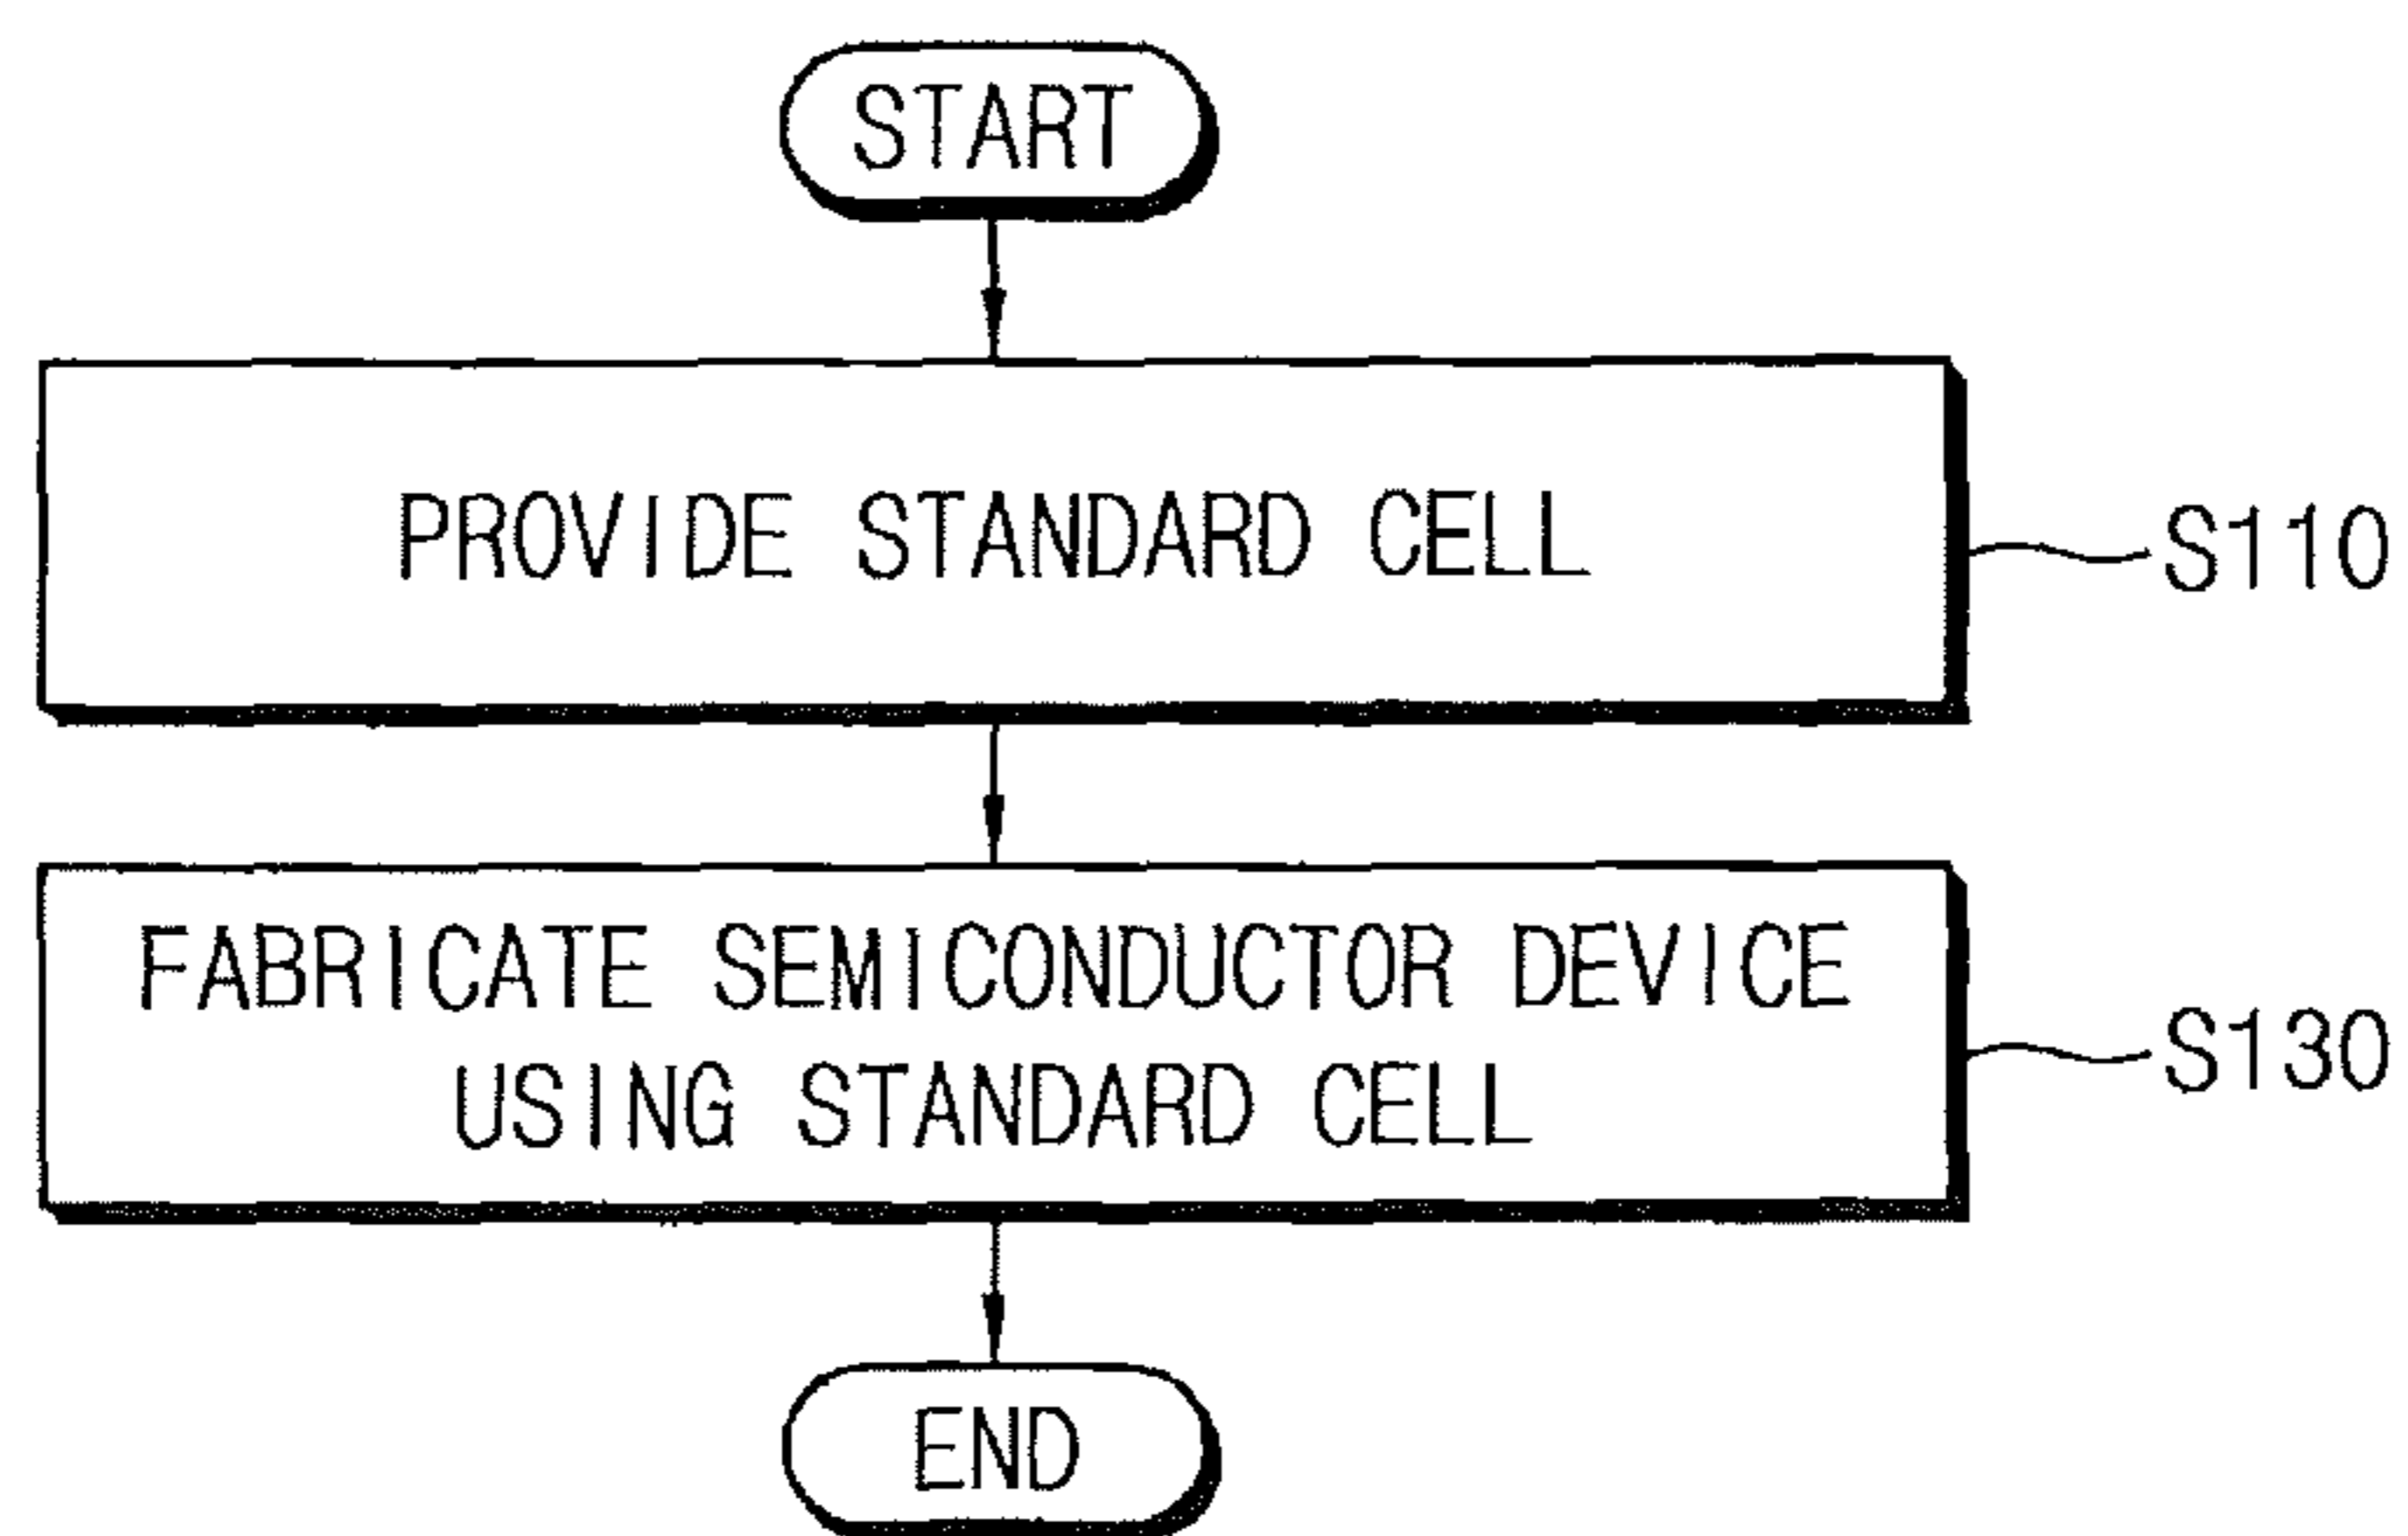 START
PROVIDE STANDARD CELL
S110
FABRICATE SEMICONDUCTOR DEVICE
USING STANDARD CELL
S130
END